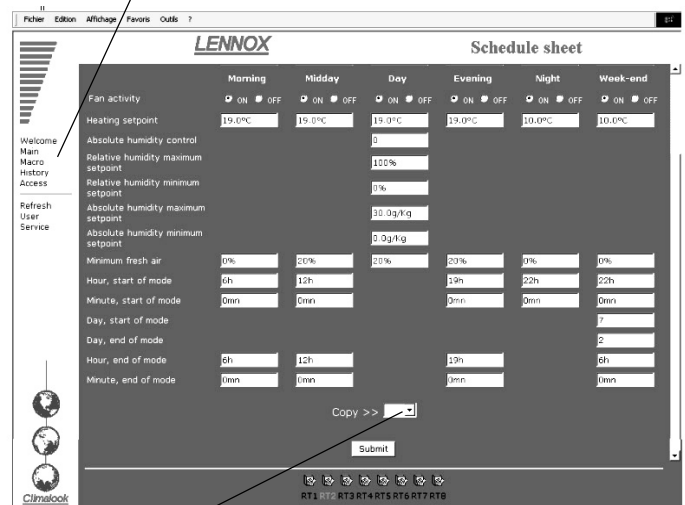 Fichier Edition Affichage Favoris Outils ?
LENNOX
Schedule sheet
Morning Midday Day Evening Night Week-end
Fan activity ON OFF ON OFF ON OFF ON OFF ON OFF ON OFF
Heating setpoint 19.0°C 19.0°C 19.0°C 19.0°C 10.0°C 10.0°C
Absolute humidity control 0
Relative humidity maximum
setpoint 100%
Relative humidity minimum
setpoint 0%
Absolute humidity maximum
setpoint 30.0g/Kg
Absolute humidity minimum
setpoint 0.0g/Kg
Minimum fresh air 0% 20% 20% 20% 0% 0%
Hour, start of mode 6h 12h 19h 22h 22h
Minute, start of mode 0mn 0mn 0mn 0mn 0mn
Day, start of mode 7
Day, end of mode 2
Hour, end of mode 6h 12h 19h 6h
Minute, end of mode 0mn 0mn 0mn 0mn
Copy >>
Submit
RT1 RT2 RT3 RT4 RT5 RT6 RT7 RT8
Welcome
Main
Macro
History
Access
Refresh
User
Service
Climalook